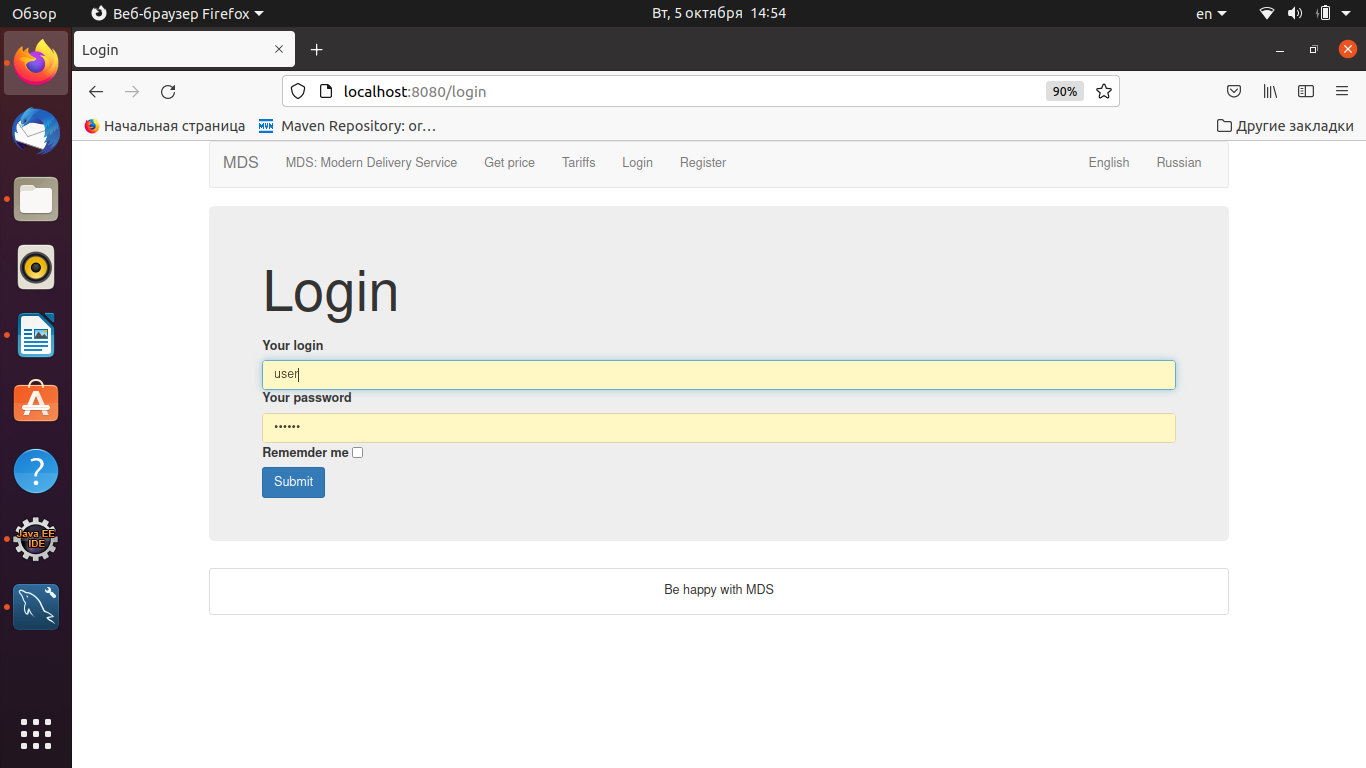 Обзор Веб-браузер Firefox Вт, 5 октября 14:54 en
Login
localhost:8080/login 90%
Начальная страница Maven Repository: or… Другие закладки
MDS MDS: Modern Delivery Service Get price Tariffs Login Register English Russian
Login
Your login
user
Your password
••••••
Rememder me
Submit
Be happy with MDS
Java EE
IDE